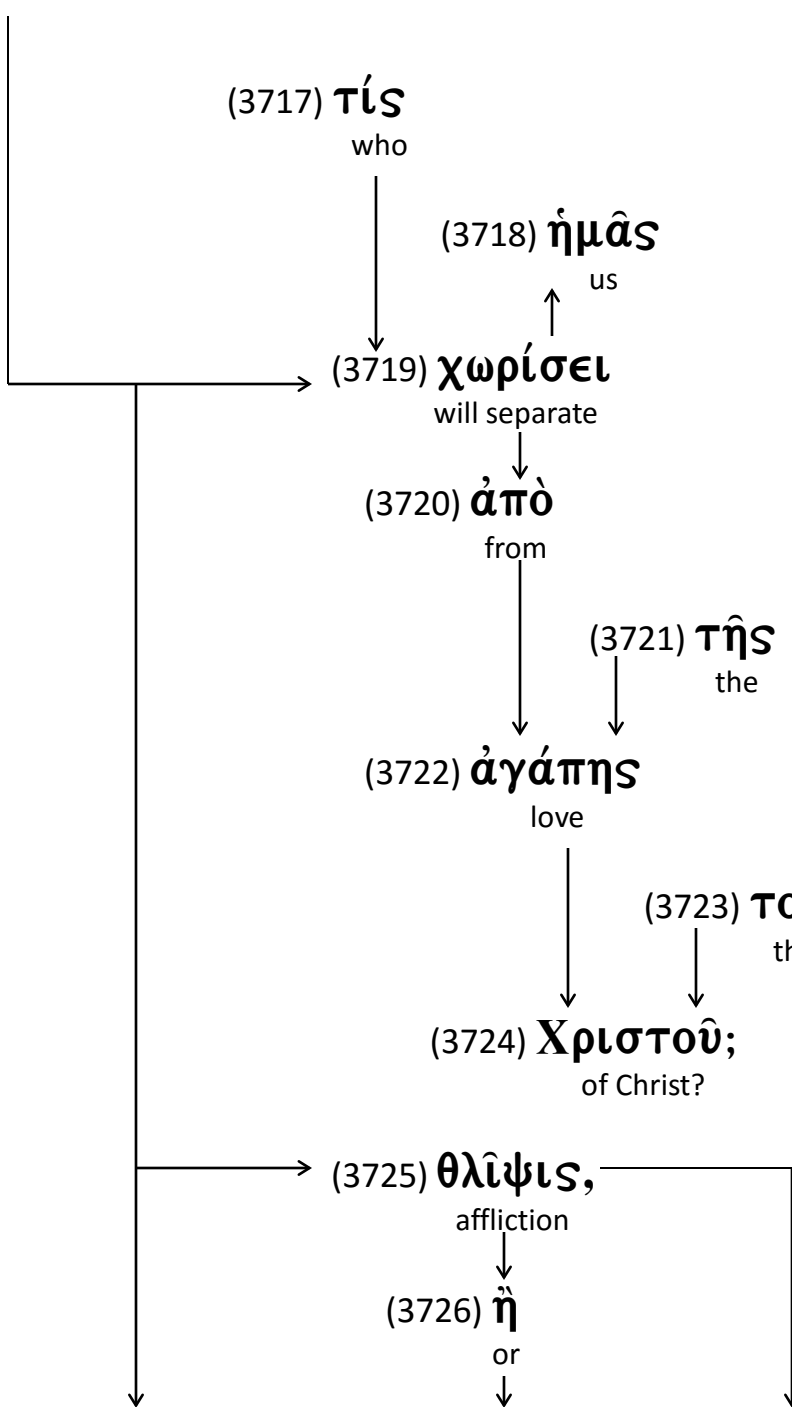 (3717) τίς
who
(3718) ἡμᾶς
us
(3719) χωρίσει
will separate
(3720) ἀπὸ
from
(3721) τῆς
the
(3722) ἀγάπης
love
(3723)
(3724) Χριστοῦ;
of Christ?
(3725) θλῖψις,
affliction
(3726) ἢ
or